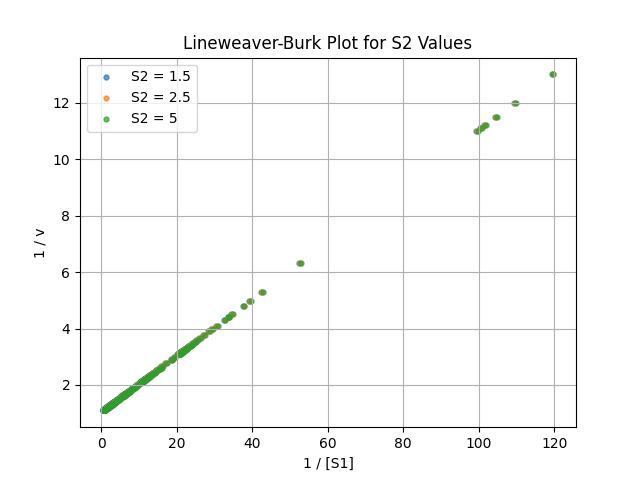 Lineweaver-Burk Plot for S2 Values
S2 = 1.5
S2 = 2.5
S2 = 5
12
10
8
6
4
2
1 / v
0 20 40 60 80 100 120
1 / [S1]